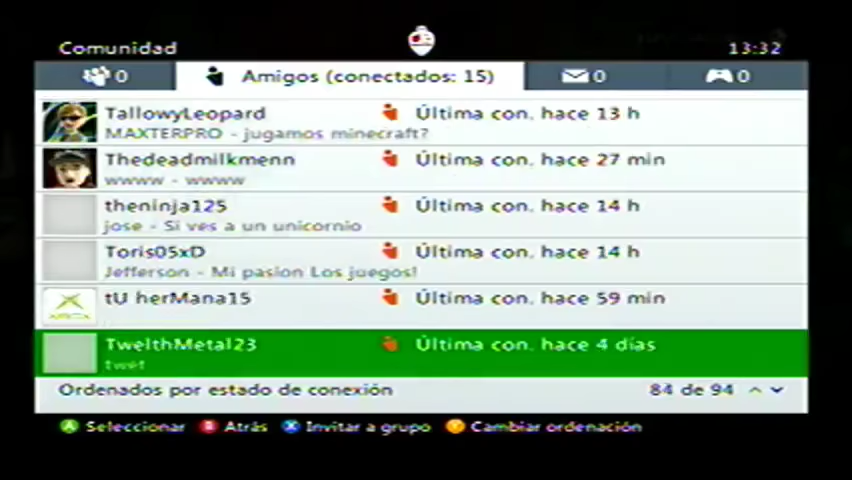 Comunidad 13:32
0 Amigos (conectados: 15) 0 0
TallowyLeopard Última con. hace 13 h
MAXTERPRO - jugamos minecraft?
Thedeadmilkmenn Última con. hace 27 min
wwww - wwww
theninja125 Última con. hace 14 h
jose - Si ves a un unicornio
Toris05xD Última con. hace 14 h
Jefferson - Mi pasion Los juegos!
tU herMana15 Última con. hace 59 min
TwelthMetal23 Última con. hace 4 días
twet
Ordenados por estado de conexión 84 de 94
A Seleccionar B Atrás X Invitar a grupo Y Cambiar ordenación